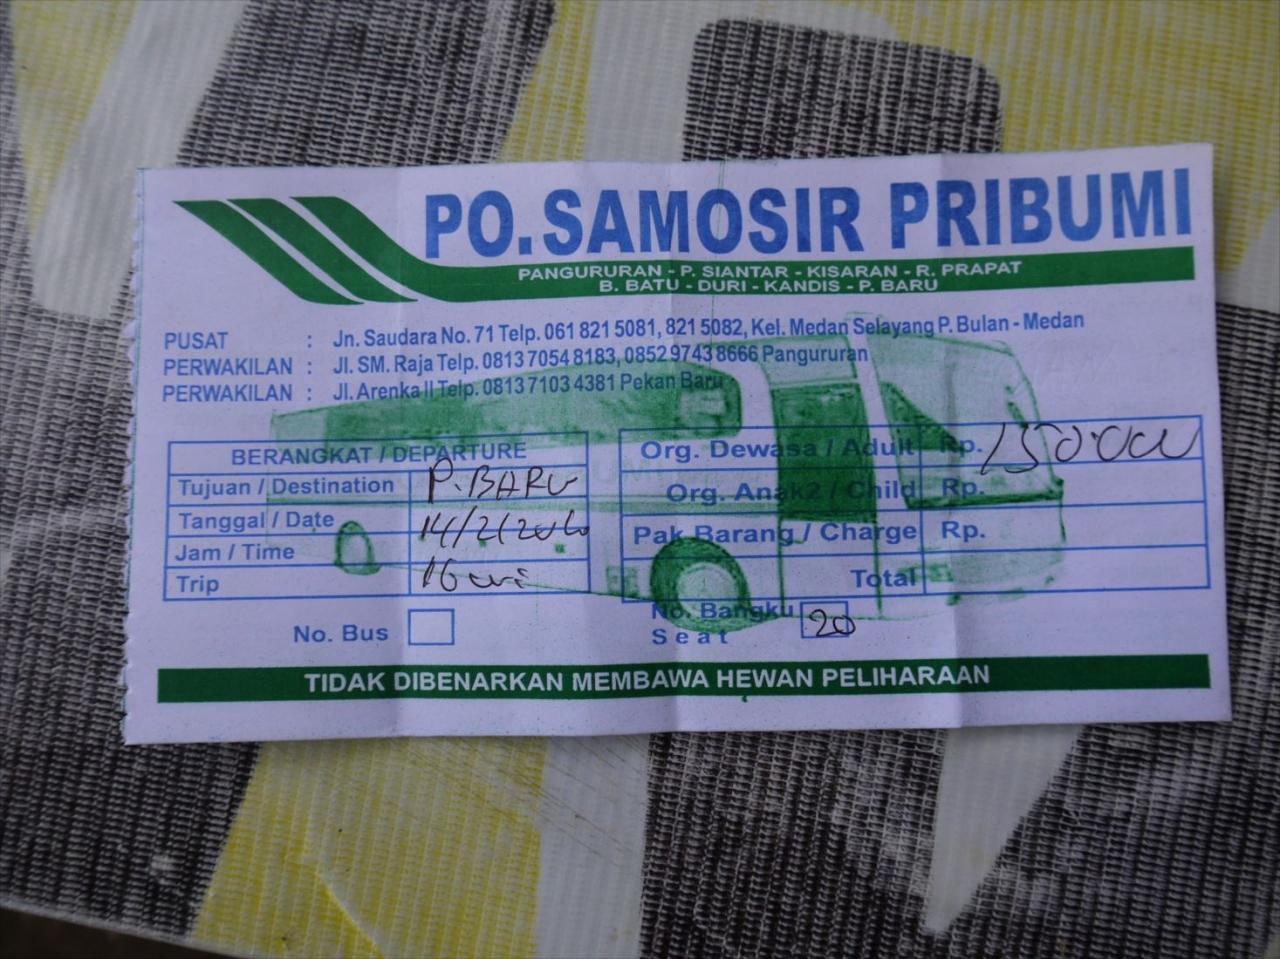 PO.SAMOSIR PRIBUMI
PANGURURAN - P. SIANTAR - KISARAN - R. PRAPAT
B. BATU - DURI - KANDIS - P. BARU
PUSAT : Jn. Saudara No. 71 Telp. 061 821 5081, 821 5082, Kel. Medan Selayang P. Bulan - Medan
PERWAKILAN : Jl. SM. Raja Telp. 0813 7054 8183, 0852 9743 8666 Pangururan
PERWAKILAN : Jl. Arenka II Telp. 0813 7103 4381 Pekan Baru
BERANGKAT / DEPARTURE
Tujuan / Destination P. BARU
Tanggal / Date 14/2/
Jam / Time
Trip
No. Bus
Org. Dewasa / Adult Rp. 150.000
Org. Anak2 / Child Rp.
Pak Barang / Charge Rp.
Total
No. Bangku 20
Seat
TIDAK DIBENARKAN MEMBAWA HEWAN PELIHARAAN